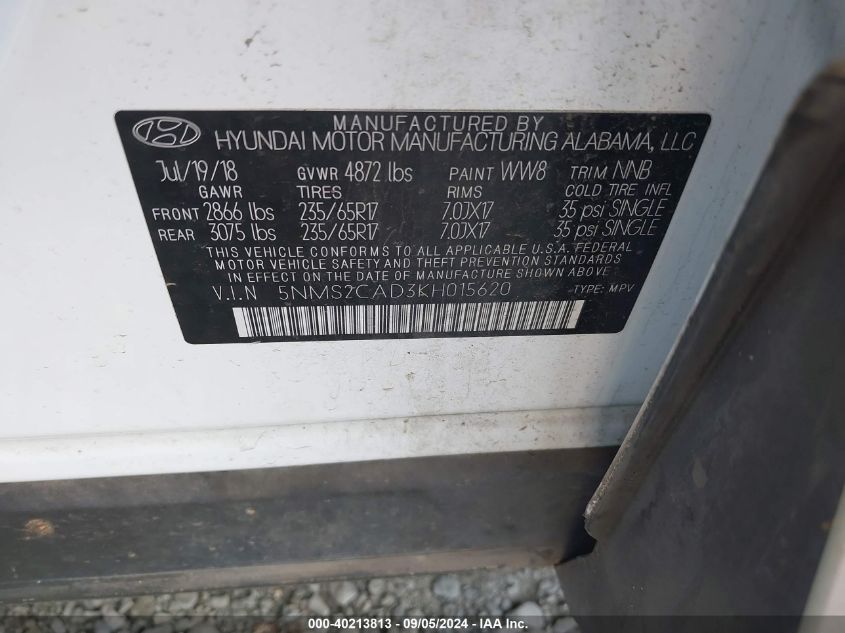 MANUFACTURED BY
HYUNDAI MOTOR MANUFACTURING ALABAMA, LLC
Jul/19/18 GVWR 4872 lbs PAINT WW8 TRIM NNB
GAWR TIRES RIMS COLD TIRE INFL
FRONT 2866 lbs 235/65R17 7.0JX17 35 psi SINGLE
REAR 3075 lbs 235/65R17 7.0JX17 35 psi SINGLE
THIS VEHICLE CONFORMS TO ALL APPLICABLE U.S.A. FEDERAL
MOTOR VEHICLE SAFETY AND THEFT PREVENTION STANDARDS
IN EFFECT ON THE DATE OF MANUFACTURE SHOWN ABOVE.
V.I.N 5NMS2CAD3KH015620 TYPE: MPV
000-40213813 - 09/05/2024 - IAAI.com